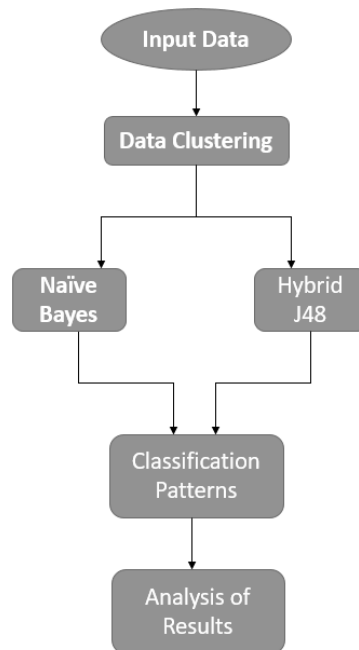 Input Data
Data Clustering
Naïve
Bayes
Hybrid
J48
Classification
Patterns
Analysis of
Results